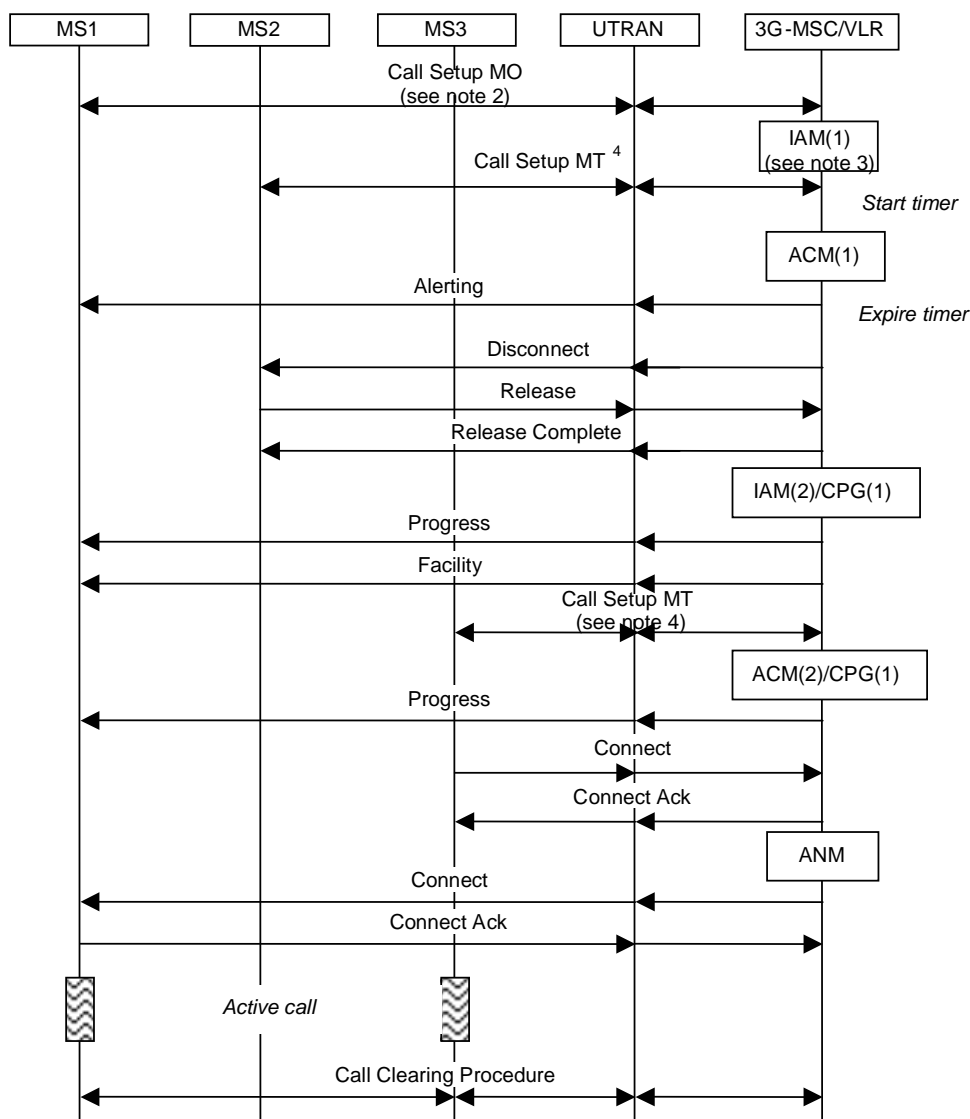 MS1
MS2
MS3
UTRAN
3G-MSC/VLR
Call Setup MO
(see note 2)
IAM(1)
(see note 3)
Call Setup MT 4
Start timer
ACM(1)
Alerting
Expire timer
Disconnect
Release
Release Complete
IAM(2)/CPG(1)
Progress
Facility
Call Setup MT
(see note 4)
ACM(2)/CPG(1)
Progress
Connect
Connect Ack
ANM
Connect
Connect Ack
Active call
Call Clearing Procedure